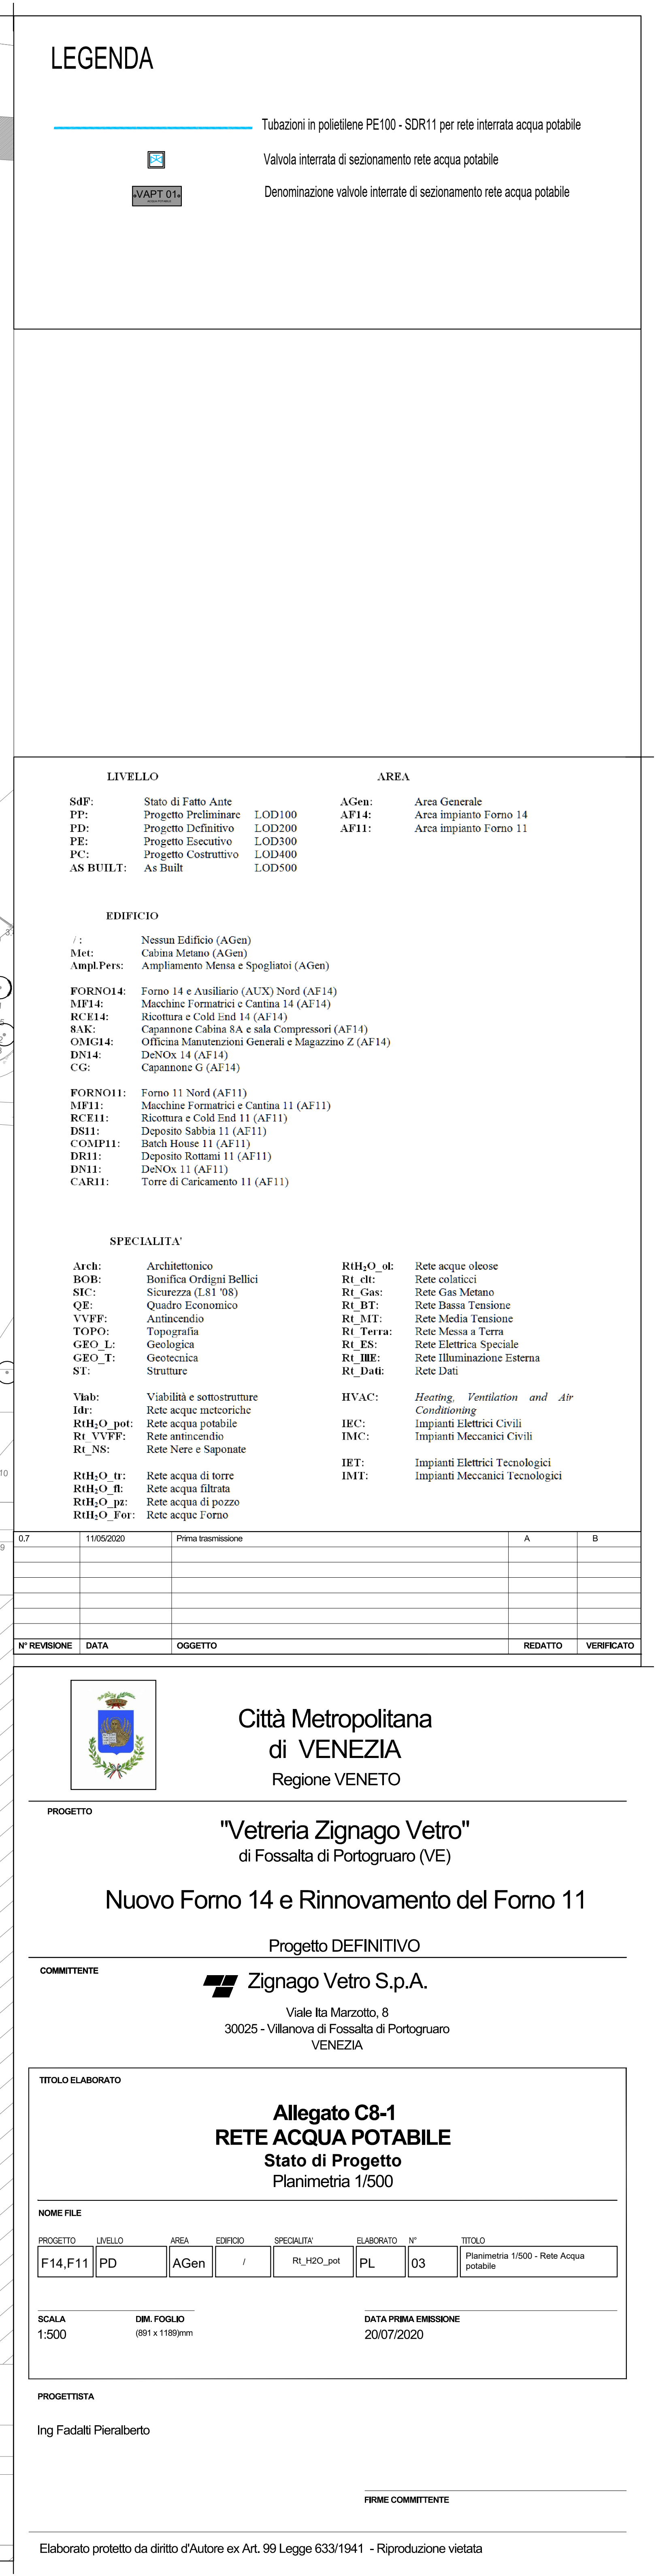 LEGENDA
Tubazioni in polietilene PE100 - SDR11 per rete interrata acqua potabile
Valvola interrata di sezionamento rete acqua potabile
VAPT 01 Denominazione valvole interrate di sezionamento rete acqua potabile
LIVELLO AREA
SdF: Stato di Fatto Ante AGen: Area Generale
PP: Progetto Preliminare LOD100 AF14: Area impianto Forno 14
PD: Progetto Definitivo LOD200 AF11: Area impianto Forno 11
PE: Progetto Esecutivo LOD300
PC: Progetto Costruttivo LOD400
AS BUILT: As Built LOD500
EDIFICIO
/ : Nessun Edificio (AGen)
Met: Cabina Metano (AGen)
Ampl.Pers: Ampliamento Mensa e Spogliatoi (AGen)
FORNO14: Forno 14 e Ausiliario (AUX) Nord (AF14)
MF14: Macchine Formatrici e Cantina 14 (AF14)
RCE14: Ricottura e Cold End 14 (AF14)
8AK: Capannone Cabina 8A e sala Compressori (AF14)
OMG14: Officina Manutenzioni Generali e Magazzino Z (AF14)
DN14: DeNOx 14 (AF14)
CG: Capannone G (AF14)
FORNO11: Forno 11 Nord (AF11)
MF11: Macchine Formatrici e Cantina 11 (AF11)
RCE11: Ricottura e Cold End 11 (AF11)
DS11: Deposito Sabbia 11 (AF11)
COMP11: Batch House 11 (AF11)
DR11: Deposito Rottami 11 (AF11)
DN11: DeNOx 11 (AF11)
CAR11: Torre di Caricamento 11 (AF11)
SPECIALITA'
Arch: Architettonico RtH₂O_ol: Rete acque oleose
BOB: Bonifica Ordigni Bellici Rt_clt: Rete colaticci
SIC: Sicurezza (L81 '08) Rt_Gas: Rete Gas Metano
QE: Quadro Economico Rt_BT: Rete Bassa Tensione
VVFF: Antincendio Rt_MT: Rete Media Tensione
TOPO: Topografia Rt_Terra: Rete Messa a Terra
GEO_L: Geologica Rt_ES: Rete Elettrica Speciale
GEO_T: Geotecnica Rt_IllE: Rete Illuminazione Esterna
ST: Strutture Rt_Dati: Rete Dati
Viab: Viabilità e sottostrutture HVAC: Heating, Ventilation and Air
Idr: Rete acque meteoriche Conditioning
RtH₂O_pot: Rete acqua potabile IEC: Impianti Elettrici Civili
Rt_VVFF: Rete antincendio IMC: Impianti Meccanici Civili
Rt_NS: Rete Nere e Saponate
IET: Impianti Elettrici Tecnologici
RtH₂O_tr: Rete acqua di torre IMT: Impianti Meccanici Tecnologici
RtH₂O_fl: Rete acqua filtrata
RtH₂O_pz: Rete acqua di pozzo
RtH₂O_For: Rete acque Forno
0.7 11/05/2020 Prima trasmissione A B
N° REVISIONE DATA OGGETTO REDATTO VERIFICATO
Città Metropolitana
di VENEZIA
Regione VENETO
PROGETTO
"Vetreria Zignago Vetro"
di Fossalta di Portogruaro (VE)
Nuovo Forno 14 e Rinnovamento del Forno 11
Progetto DEFINITIVO
COMMITTENTE
Zignago Vetro S.p.A.
Viale Ita Marzotto, 8
30025 - Villanova di Fossalta di Portogruaro
VENEZIA
TITOLO ELABORATO
Allegato C8-1
RETE ACQUA POTABILE
Stato di Progetto
Planimetria 1/500
NOME FILE
PROGETTO LIVELLO AREA EDIFICIO SPECIALITA' ELABORATO N° TITOLO
F14,F11 PD AGen / Rt_H2O_pot PL 03 Planimetria 1/500 - Rete Acqua
potabile
SCALA DIM. FOGLIO DATA PRIMA EMISSIONE
1:500 (891 x 1189)mm 20/07/2020
PROGETTISTA
Ing Fadalti Pieralberto
FIRME COMMITTENTE
Elaborato protetto da diritto d'Autore ex Art. 99 Legge 633/1941 - Riproduzione vietata